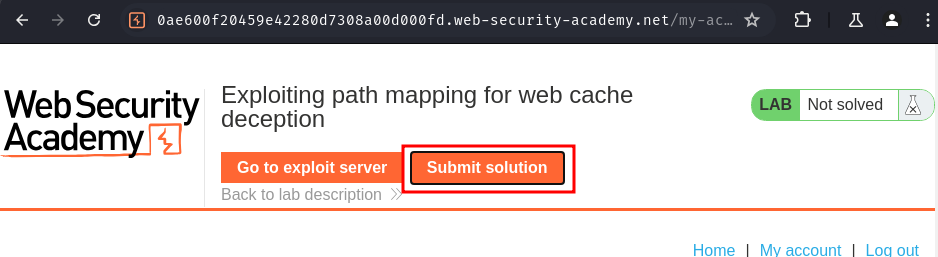 0ae600f20459e42280d7308a00d000fd.web-security-academy.net/my-ac…
Web Security
Academy
Exploiting path mapping for web cache
deception
LAB Not solved
Go to exploit server Submit solution
Back to lab description
Home | My account | Log out